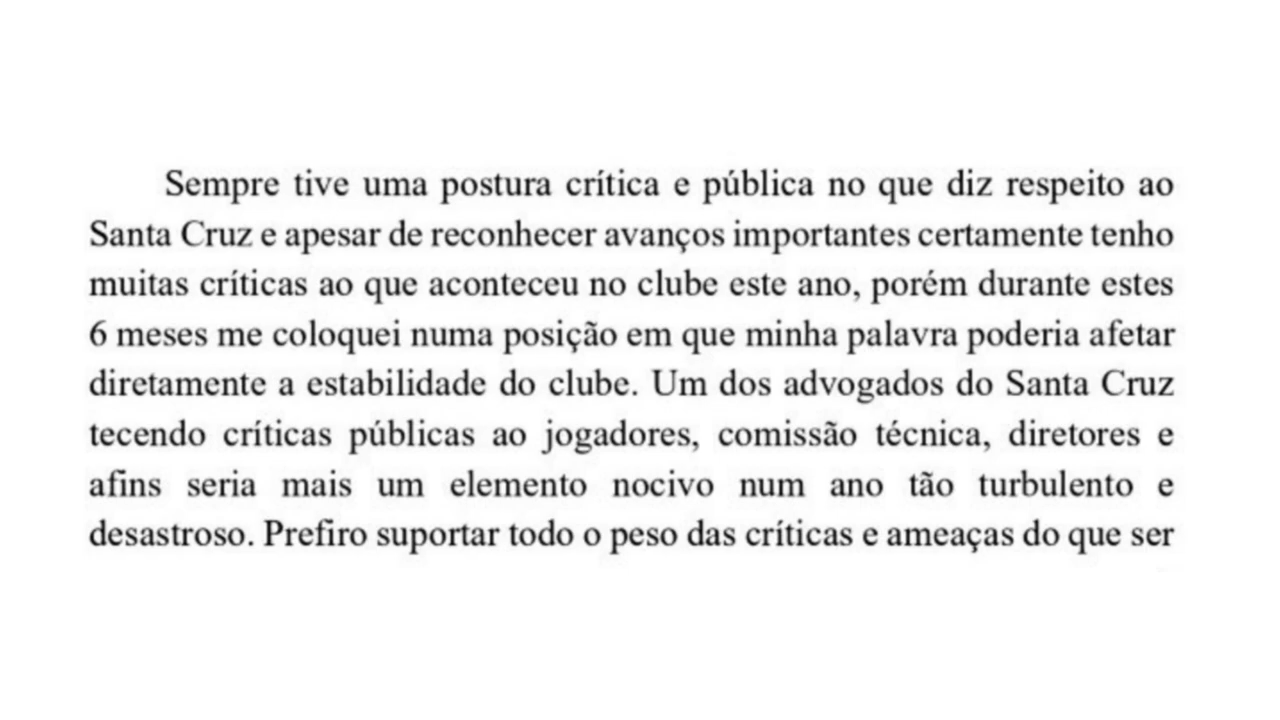 Sempre tive uma postura crítica e pública no que diz respeito ao
Santa Cruz e apesar de reconhecer avanços importantes certamente tenho
muitas críticas ao que aconteceu no clube este ano, porém durante estes
6 meses me coloquei numa posição em que minha palavra poderia afetar
diretamente a estabilidade do clube. Um dos advogados do Santa Cruz
tecendo críticas públicas ao jogadores, comissão técnica, diretores e
afins seria mais um elemento nocivo num ano tão turbulento e
desastroso. Prefiro suportar todo o peso das críticas e ameaças do que ser